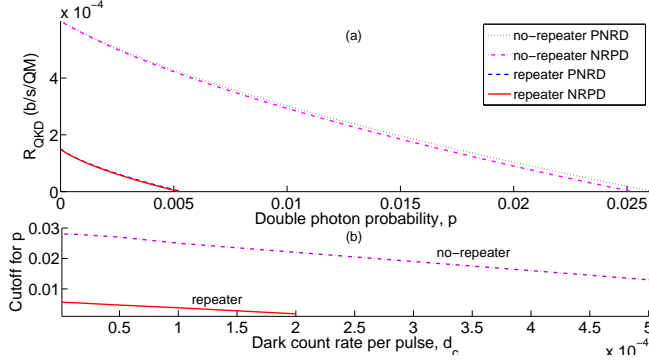 x 10⁻⁴
(a)
no-repeater PNRD
no-repeater NRPD
repeater PNRD
repeater NRPD
R_QKD (b/s/QM)
4
2
0
0
0.005
0.01
0.015
0.02
0.025
Double photon probability, p
(b)
Cutoff for p
0.03
0.02
0.01
no-repeater
repeater
0.5
1
1.5
2
2.5
3
3.5
4
4.5
5
Dark count rate per pulse, d_c
x 10⁻⁴